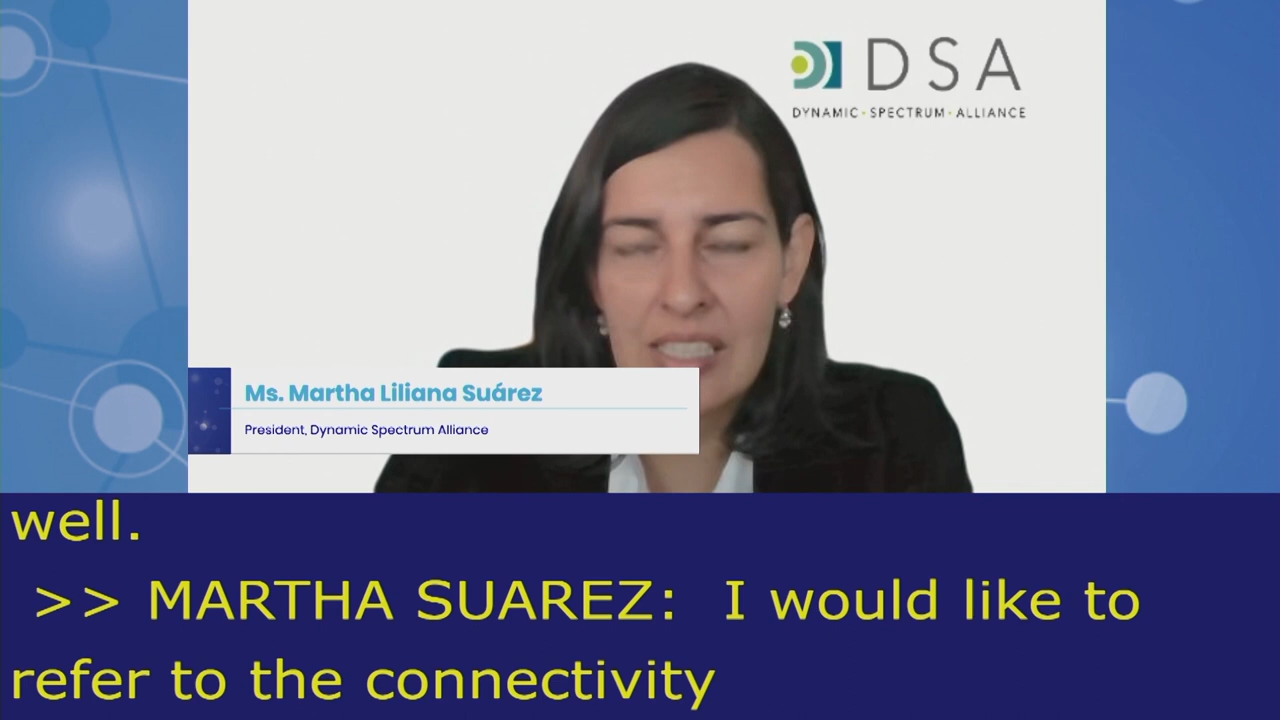 DSA
DYNAMIC · SPECTRUM · ALLIANCE
Ms. Martha Liliana Suárez
President, Dynamic Spectrum Alliance
well.
>> MARTHA SUAREZ:  I would like to
refer to the connectivity